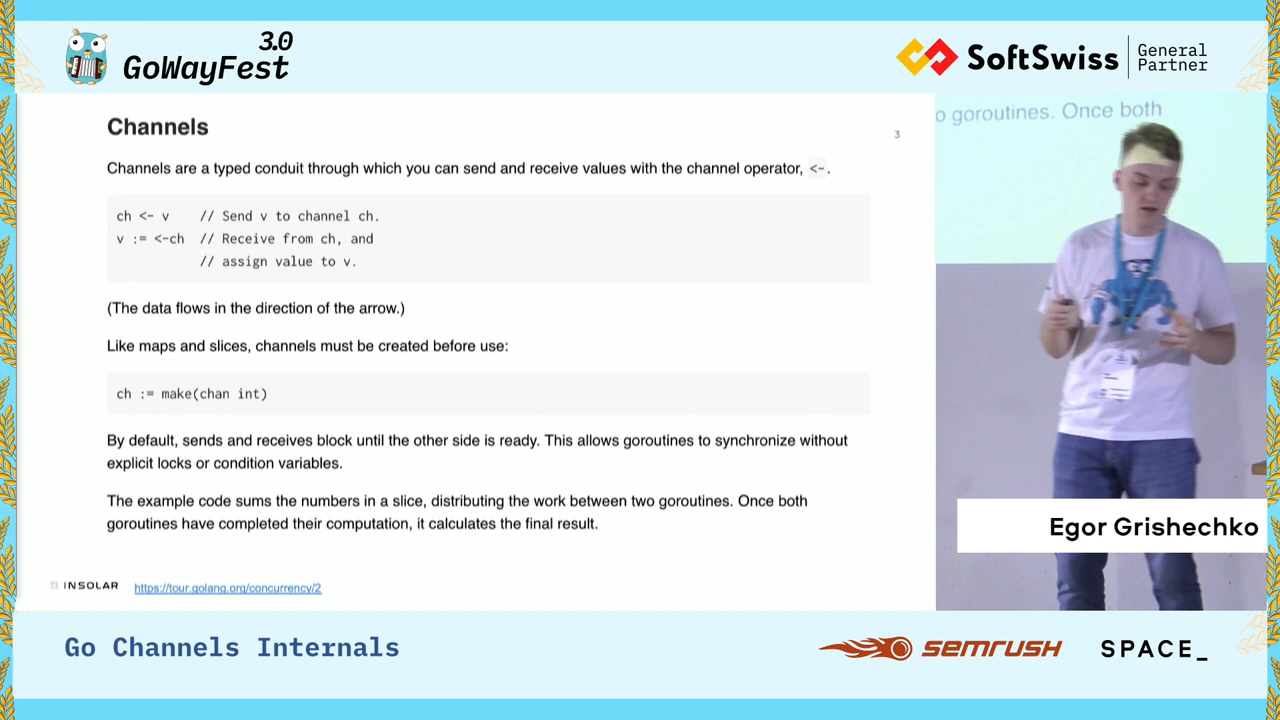 3.0
GoWayFest
SoftSwiss
General
Partner
Channels
3
Channels are a typed conduit through which you can send and receive values with the channel operator, <-.
ch <- v    // Send v to channel ch.
v := <-ch  // Receive from ch, and
           // assign value to v.
(The data flows in the direction of the arrow.)
Like maps and slices, channels must be created before use:
ch := make(chan int)
By default, sends and receives block until the other side is ready. This allows goroutines to synchronize without
explicit locks or condition variables.
The example code sums the numbers in a slice, distributing the work between two goroutines. Once both
goroutines have completed their computation, it calculates the final result.
INSOLAR
https://tour.golang.org/concurrency/2
o goroutines. Once both
Egor Grishechko
Go Channels Internals
semrush
SPACE_